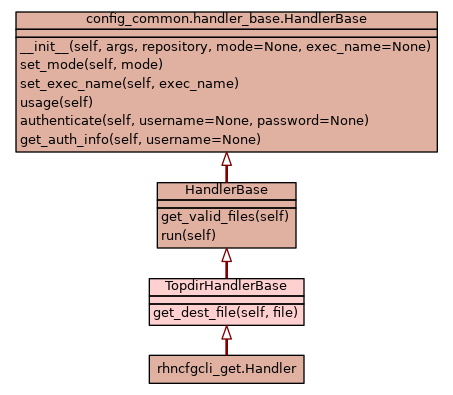 config_common.handler_base.HandlerBase
__init__(self, args, repository, mode=None, exec_name=None)
set_mode(self, mode)
set_exec_name(self, exec_name)
usage(self)
authenticate(self, username=None, password=None)
get_auth_info(self, username=None)
HandlerBase
get_valid_files(self)
run(self)
TopdirHandlerBase
get_dest_file(self, file)
rhncfgcli_get.Handler